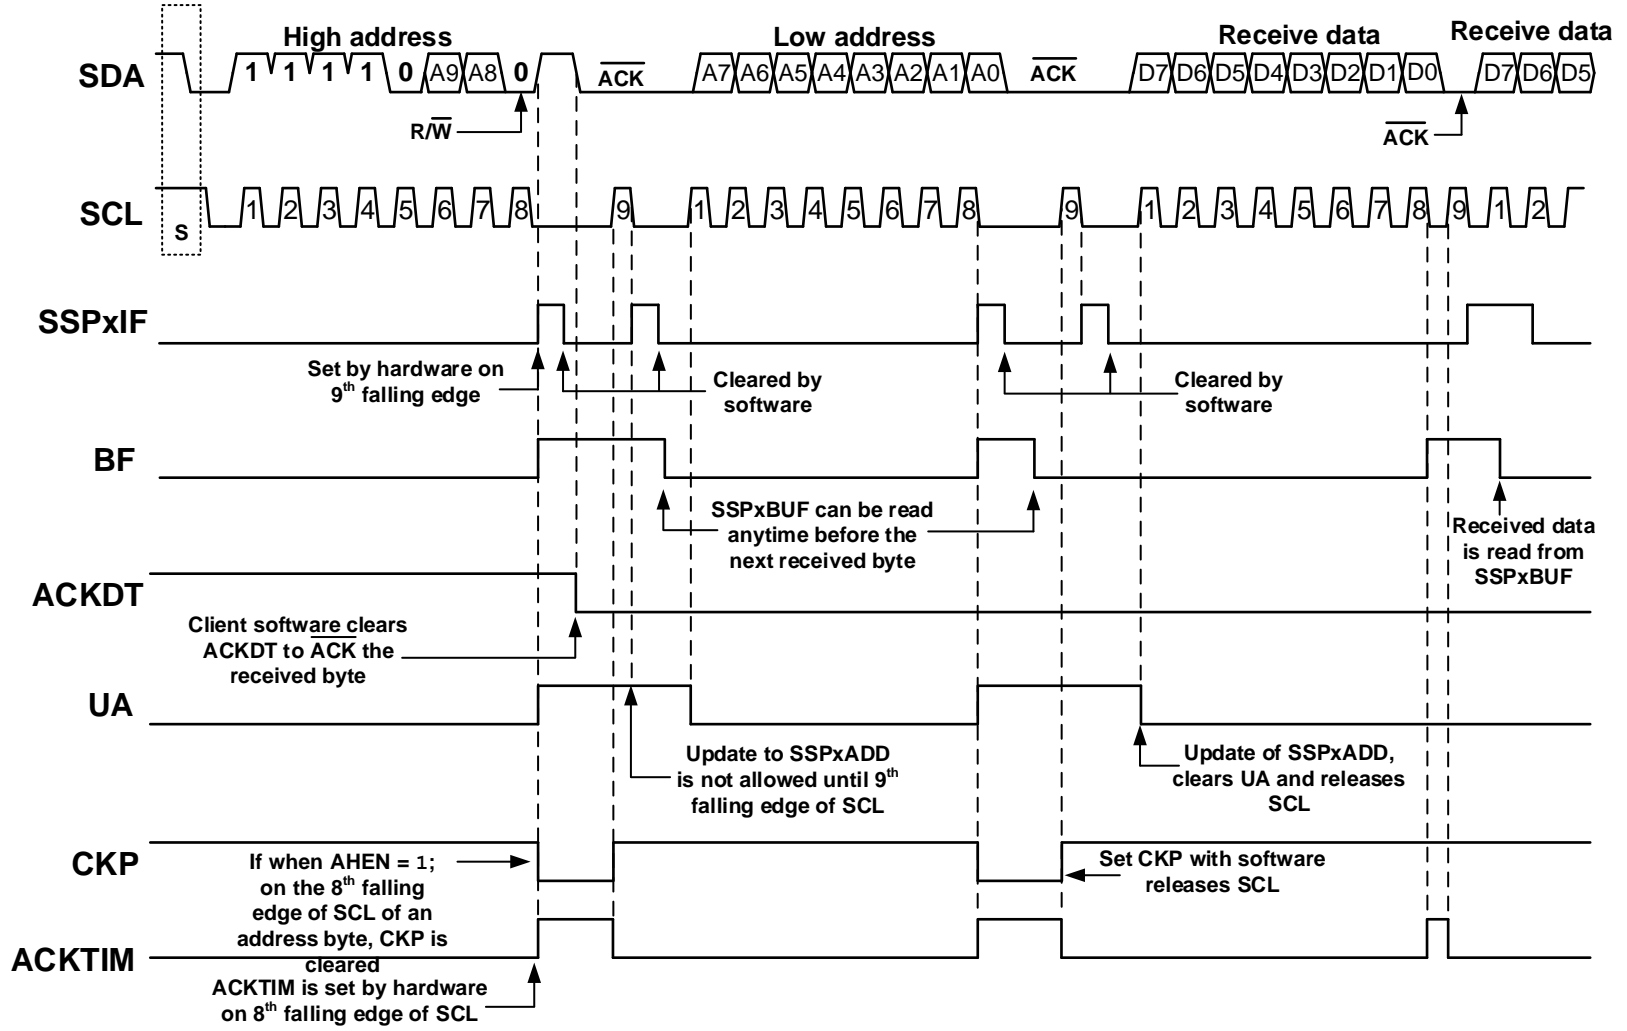 High address
Low address
Receive data
Receive data
SDA
1 1 1 1 0 A9 A8 0
ACK
A7 A6 A5 A4 A3 A2 A1 A0
ACK
D7 D6 D5 D4 D3 D2 D1 D0
D7 D6 D5
R/W
ACK
SCL
S
1 2 3 4 5 6 7 8 9 1 2 3 4 5 6 7 8 9 1 2 3 4 5 6 7 8 9 1 2
SSPxIF
Set by hardware on
9th falling edge
Cleared by
software
Cleared by
software
BF
SSPxBUF can be read
anytime before the
next received byte
Received data
is read from
SSPxBUF
ACKDT
Client software clears
ACKDT to ACK the
received byte
UA
Update to SSPxADD
is not allowed until 9th
falling edge of SCL
Update of SSPxADD,
clears UA and releases
SCL
CKP
If when AHEN = 1;
on the 8th falling
edge of SCL of an
address byte, CKP is
cleared
Set CKP with software
releases SCL
ACKTIM
ACKTIM is set by hardware
on 8th falling edge of SCL